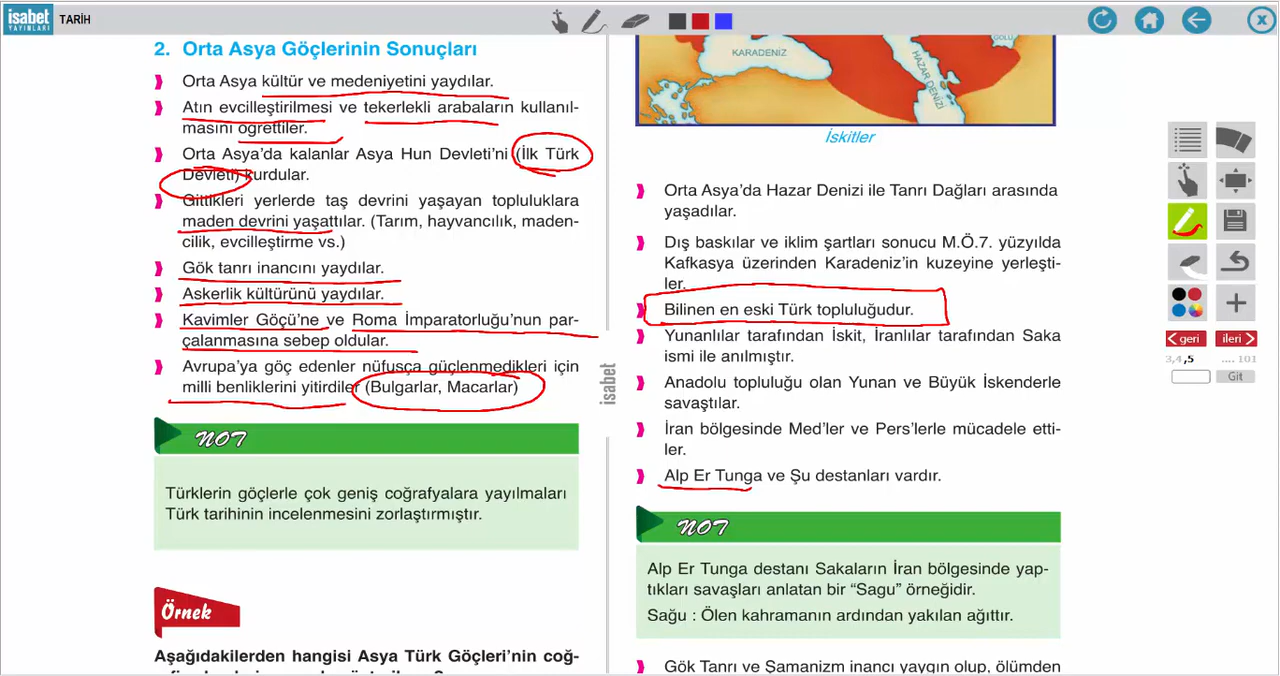 isabet
YAYINLARI
TARİH
2. Orta Asya Göçlerinin Sonuçları
Orta Asya kültür ve medeniyetini yaydılar.
Atın evcilleştirilmesi ve tekerlekli arabaların kullanıl-
masını öğrettiler.
Orta Asya'da kalanlar Asya Hun Devleti'ni (İlk Türk
Devleti) kurdular.
Gittikleri yerlerde taş devrini yaşayan topluluklara
maden devrini yaşattılar. (Tarım, hayvancılık, maden-
cilik, evcilleştirme vs.)
Gök tanrı inancını yaydılar.
Askerlik kültürünü yaydılar.
Kavimler Göçü'ne ve Roma İmparatorluğu'nun par-
çalanmasına sebep oldular.
Avrupa'ya göç edenler nüfusça güçlenmedikleri için
milli benliklerini yitirdiler (Bulgarlar, Macarlar)
NOT
Türklerin göçlerle çok geniş coğrafyalara yayılmaları
Türk tarihinin incelenmesini zorlaştırmıştır.
Örnek
Aşağıdakilerden hangisi Asya Türk Göçleri'nin coğ-
isabet
KARADENİZ
HAZAR DENİZİ
GÖLÜ
İskitler
Orta Asya'da Hazar Denizi ile Tanrı Dağları arasında
yaşadılar.
Dış baskılar ve iklim şartları sonucu M.Ö.7. yüzyılda
Kafkasya üzerinden Karadeniz'in kuzeyine yerleşti-
ler.
Bilinen en eski Türk topluluğudur.
Yunanlılar tarafından İskit, İranlılar tarafından Saka
ismi ile anılmıştır.
Anadolu topluluğu olan Yunan ve Büyük İskenderle
savaştılar.
İran bölgesinde Med'ler ve Pers'lerle mücadele etti-
ler.
Alp Er Tunga ve Şu destanları vardır.
NOT
Alp Er Tunga destanı Sakaların İran bölgesinde yap-
tıkları savaşları anlatan bir "Sagu" örneğidir.
Sağu : Ölen kahramanın ardından yakılan ağıttır.
Gök Tanrı ve Şamanizm inancı yaygın olup, ölümden
geri
ileri
3,4,5 .... 101
Git